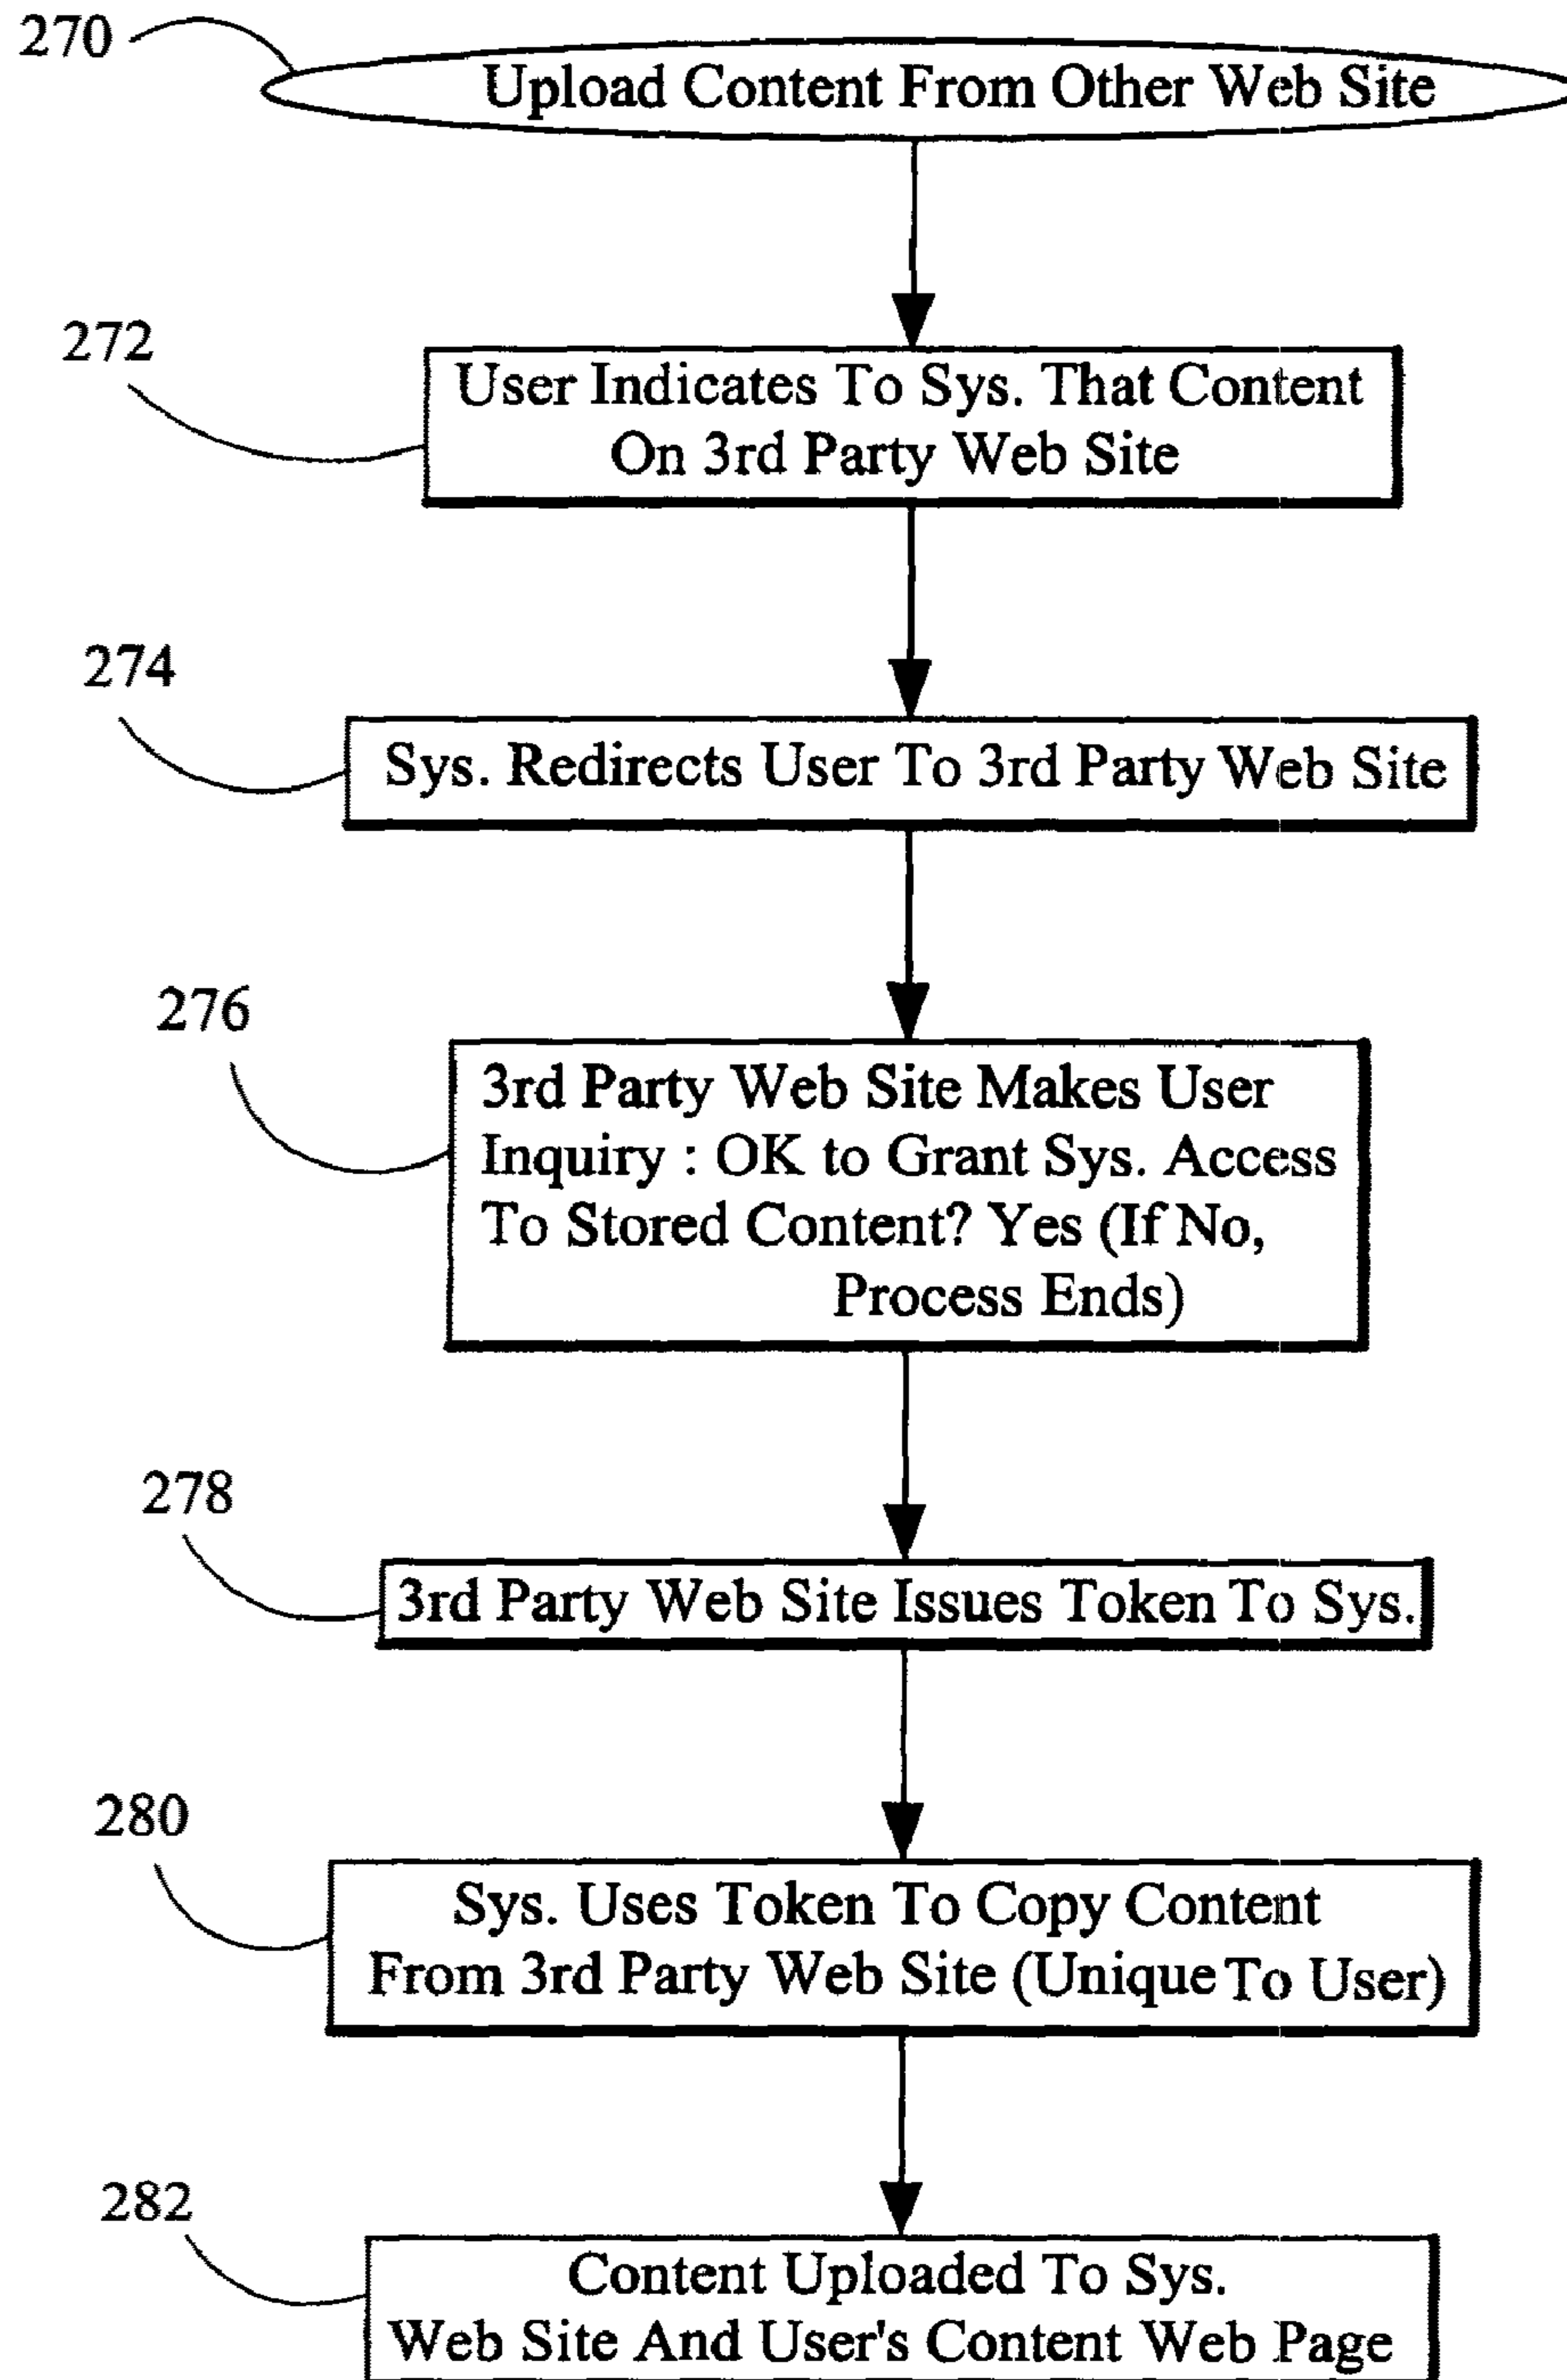 270
Upload Content From Other Web Site
272
User Indicates To Sys. That Content
On 3rd Party Web Site
274
Sys. Redirects User To 3rd Party Web Site
276
3rd Party Web Site Makes User
Inquiry : OK to Grant Sys. Access
To Stored Content? Yes (If No,
Process Ends)
278
3rd Party Web Site Issues Token To Sys.
280
Sys. Uses Token To Copy Content
From 3rd Party Web Site (Unique To User)
282
Content Uploaded To Sys.
Web Site And User's Content Web Page